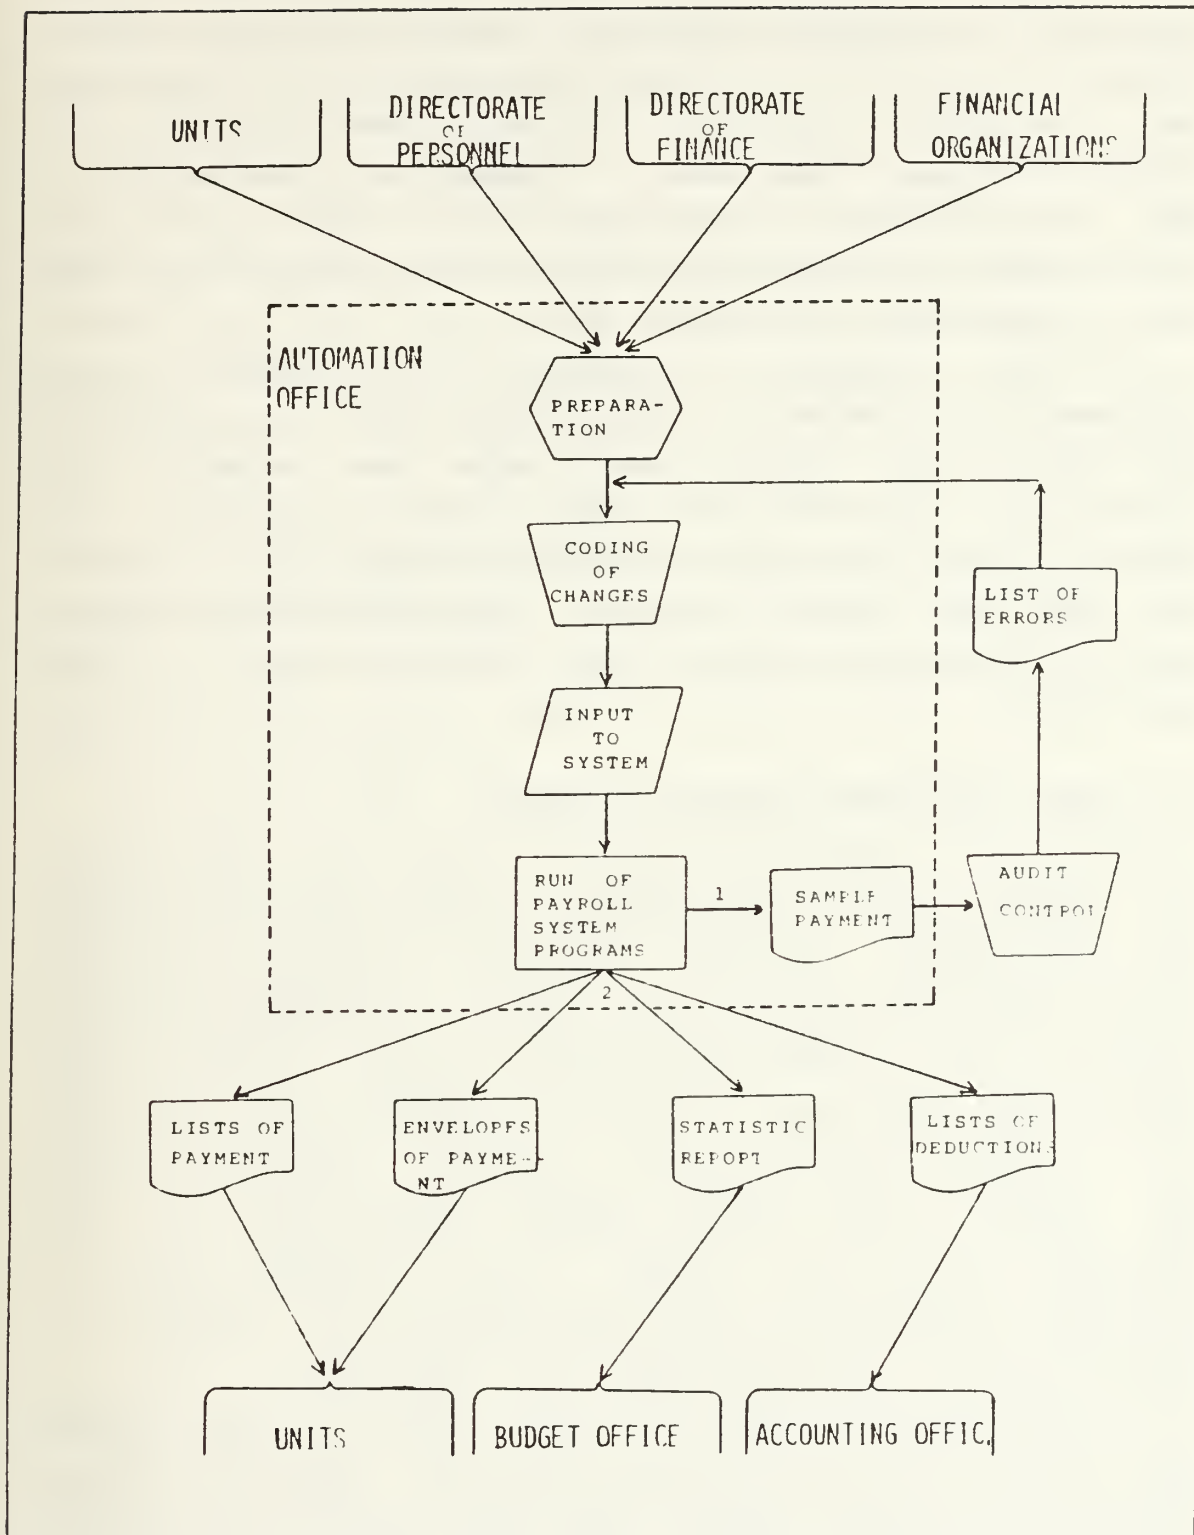 UNITS
DIRECTORATE
OF
PERSONNEL
DIRECTORATE
OF
FINANCE
FINANCIAL
ORGANIZATIONS
AUTOMATION
OFFICE
PREPARA-
TION
CODING
OF
CHANGES
LIST OF
ERRORS
INPUT
TO
SYSTEM
RUN OF
PAYROLL
SYSTEM
PROGRAMS
1
SAMPLE
PAYMENT
AUDIT
CONTROL
2
LISTS OF
PAYMENT
ENVELOPES
OF PAYME-
NT
STATISTIC
REPORT
LISTS OF
DEDUCTIONS
UNITS
BUDGET OFFICE
ACCOUNTING OFFIC.